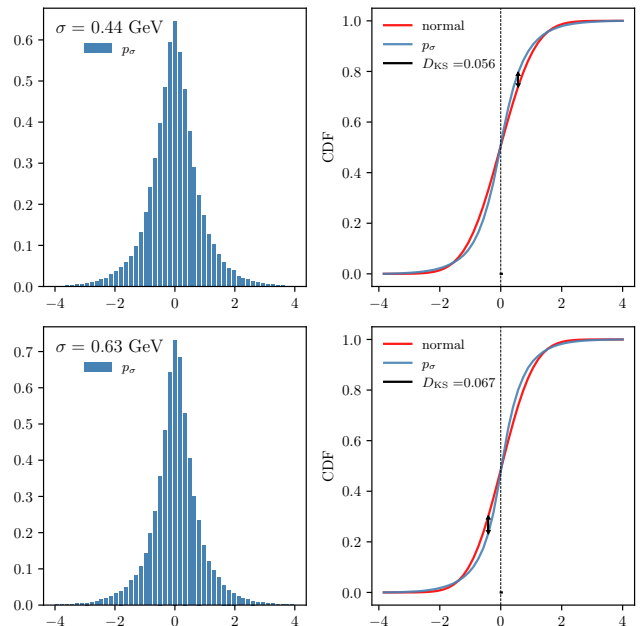 σ = 0.44 GeV
p_σ
0.6
0.5
0.4
0.3
0.2
0.1
0.0
−4 −2 0 2 4
normal
p_σ
D_KS =0.056
CDF
1.0
0.8
0.6
0.4
0.2
0.0
−4 −2 0 2 4
σ = 0.63 GeV
p_σ
0.7
0.6
0.5
0.4
0.3
0.2
0.1
0.0
−4 −2 0 2 4
normal
p_σ
D_KS =0.067
CDF
1.0
0.8
0.6
0.4
0.2
0.0
−4 −2 0 2 4